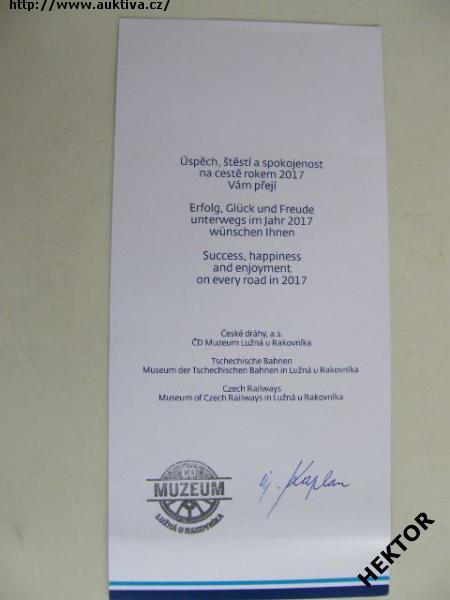 http://www.auktiva.cz/
Úspěch, štěstí a spokojenost
na cestě rokem 2017
Vám přejí
Erfolg, Glück und Freude
unterwegs im Jahr 2017
wünschen Ihnen
Success, happiness
and enjoyment
on every road in 2017
České dráhy, a.s.
ČD Muzeum Lužná u Rakovníka
Tschechische Bahnen
Museum der Tschechischen Bahnen in Lužná u Rakovníka
Czech Railways
Museum of Czech Railways in Lužná u Rakovníka
ČD
MUZEUM
LUŽNÁ U RAKOVNÍKA
Kaplan
HEKTOR